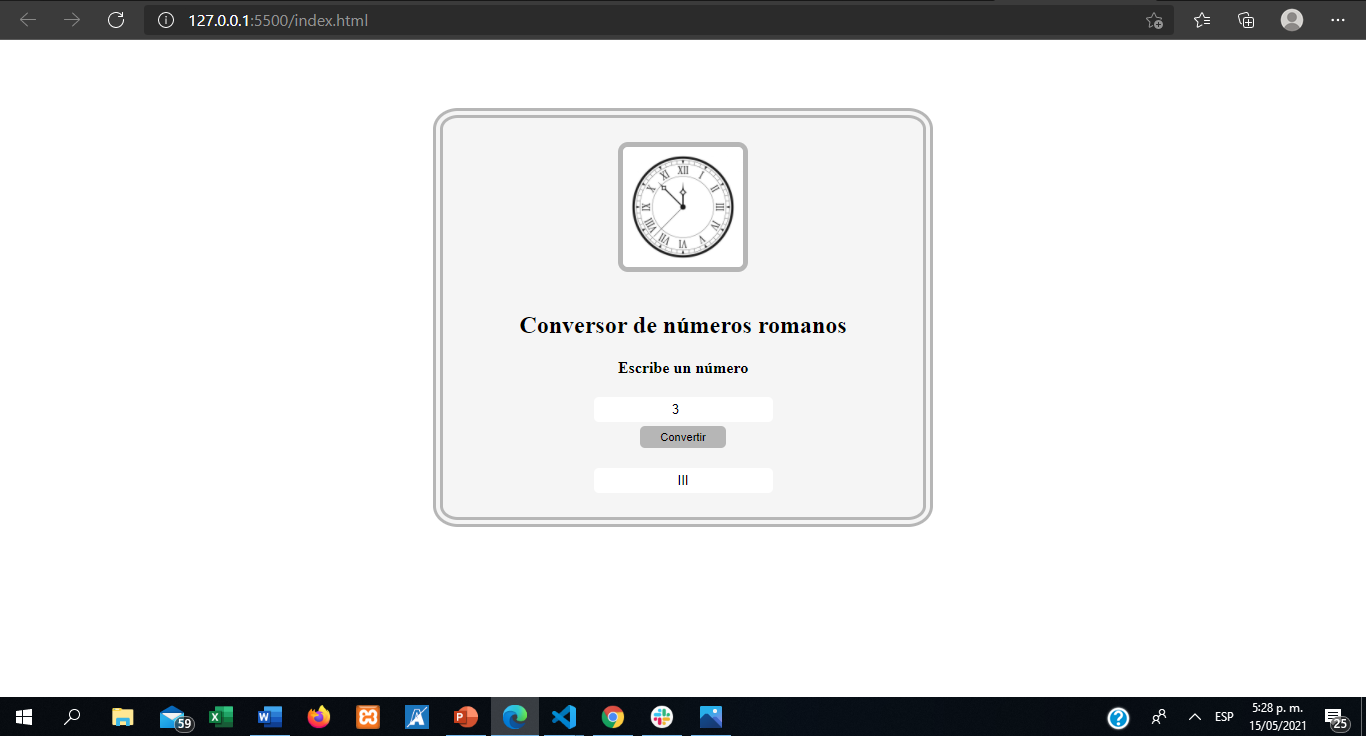 127.0.0.1:5500/index.html
XII
I
II
III
IV
V
VI
VII
VIII
XI
X
XI
Conversor de números romanos
Escribe un número
3
Convertir
III
59
ESP
5:28 p. m.
15/05/2021
25